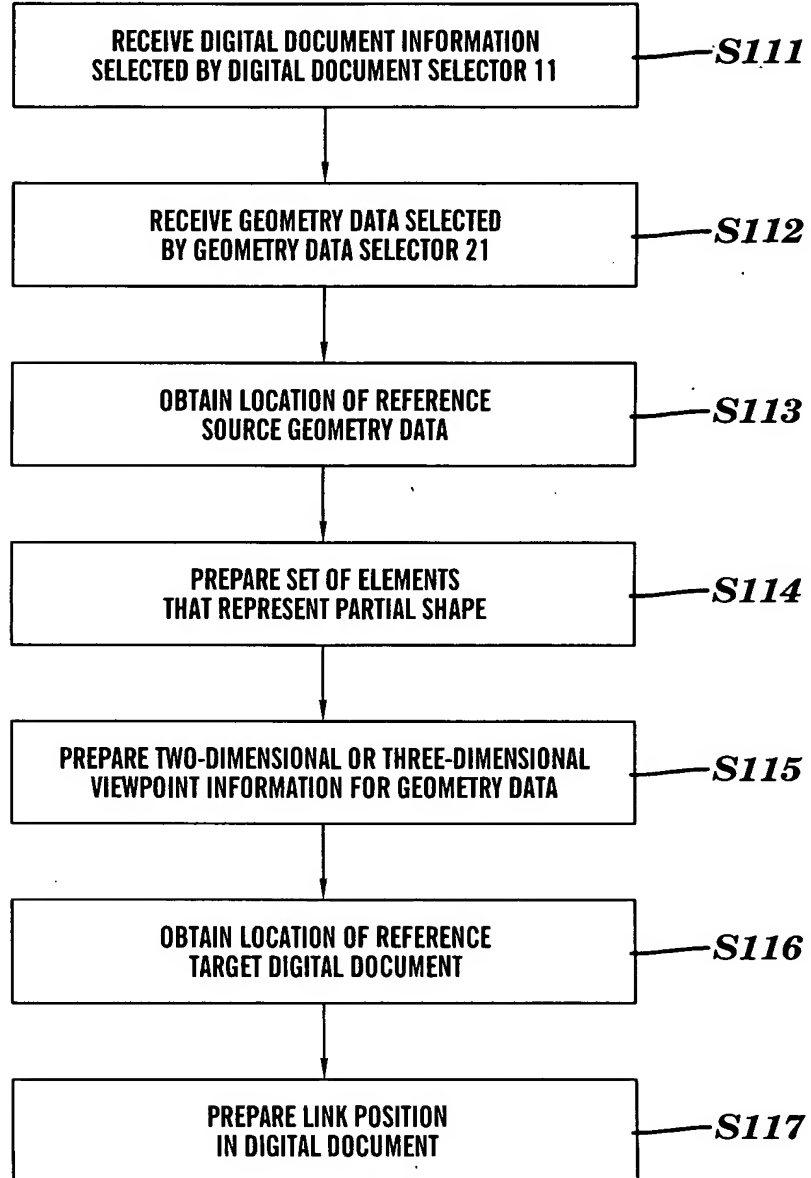 RECEIVE DIGITAL DOCUMENT INFORMATION
SELECTED BY DIGITAL DOCUMENT SELECTOR 11
S111
RECEIVE GEOMETRY DATA SELECTED
BY GEOMETRY DATA SELECTOR 21
S112
OBTAIN LOCATION OF REFERENCE
SOURCE GEOMETRY DATA
S113
PREPARE SET OF ELEMENTS
THAT REPRESENT PARTIAL SHAPE
S114
PREPARE TWO-DIMENSIONAL OR THREE-DIMENSIONAL
VIEWPOINT INFORMATION FOR GEOMETRY DATA
S115
OBTAIN LOCATION OF REFERENCE
TARGET DIGITAL DOCUMENT
S116
PREPARE LINK POSITION
IN DIGITAL DOCUMENT
S117